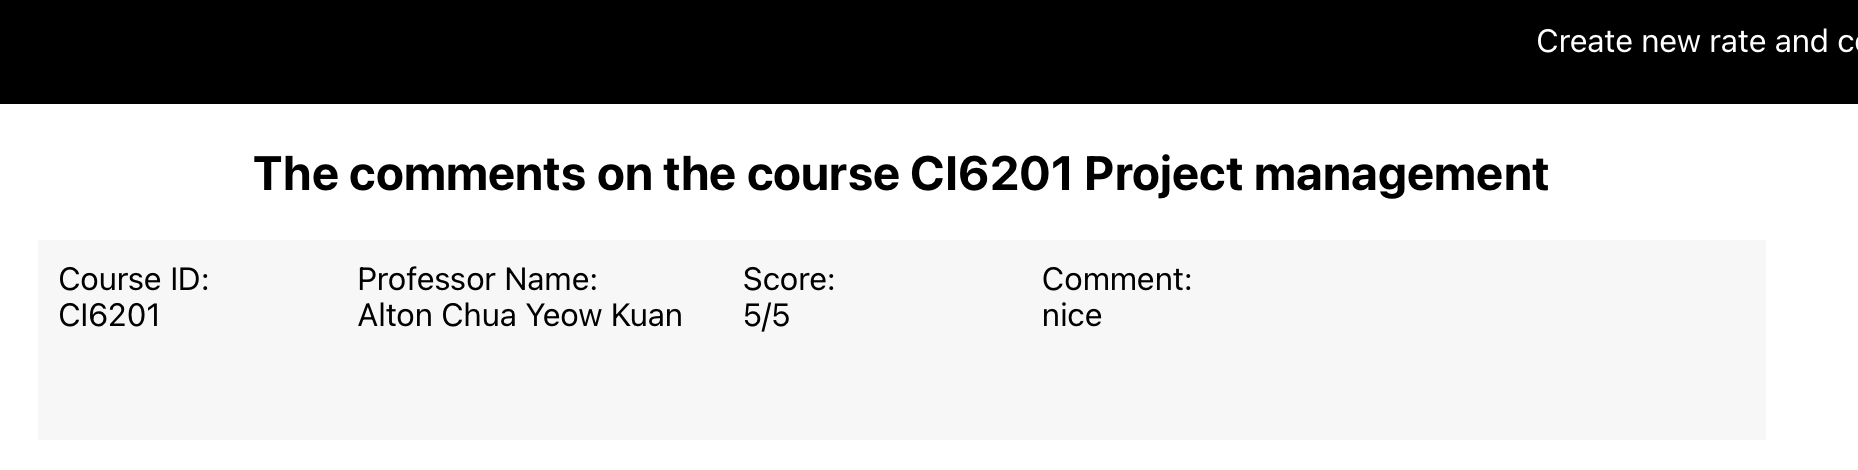 Create new rate and
The comments on the course CI6201 Project management
Course ID: Professor Name: Score: Comment:
CI6201 Alton Chua Yeow Kuan 5/5 nice